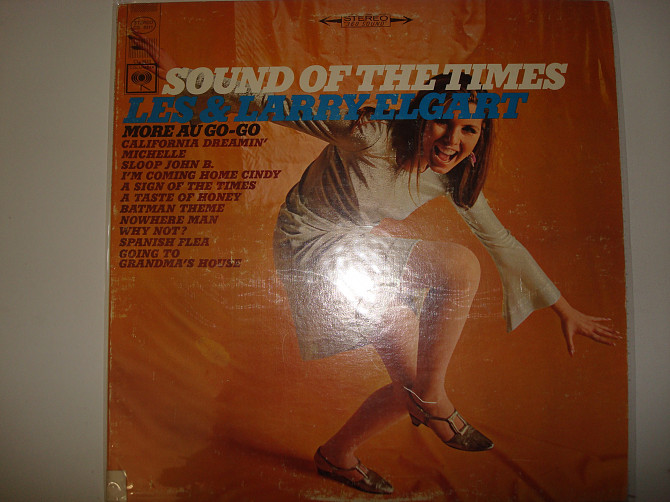 STEREO
"360 SOUND"
SOUND OF THE TIMES
LES & LARRY ELGART
MORE AU GO-GO
CALIFORNIA DREAMIN'
MICHELLE
SLOOP JOHN B.
I'M COMING HOME CINDY
A SIGN OF THE TIMES
A TASTE OF HONEY
BATMAN THEME
NOWHERE MAN
WHY NOT?
SPANISH FLEA
GOING TO
GRANDMA'S HOUSE